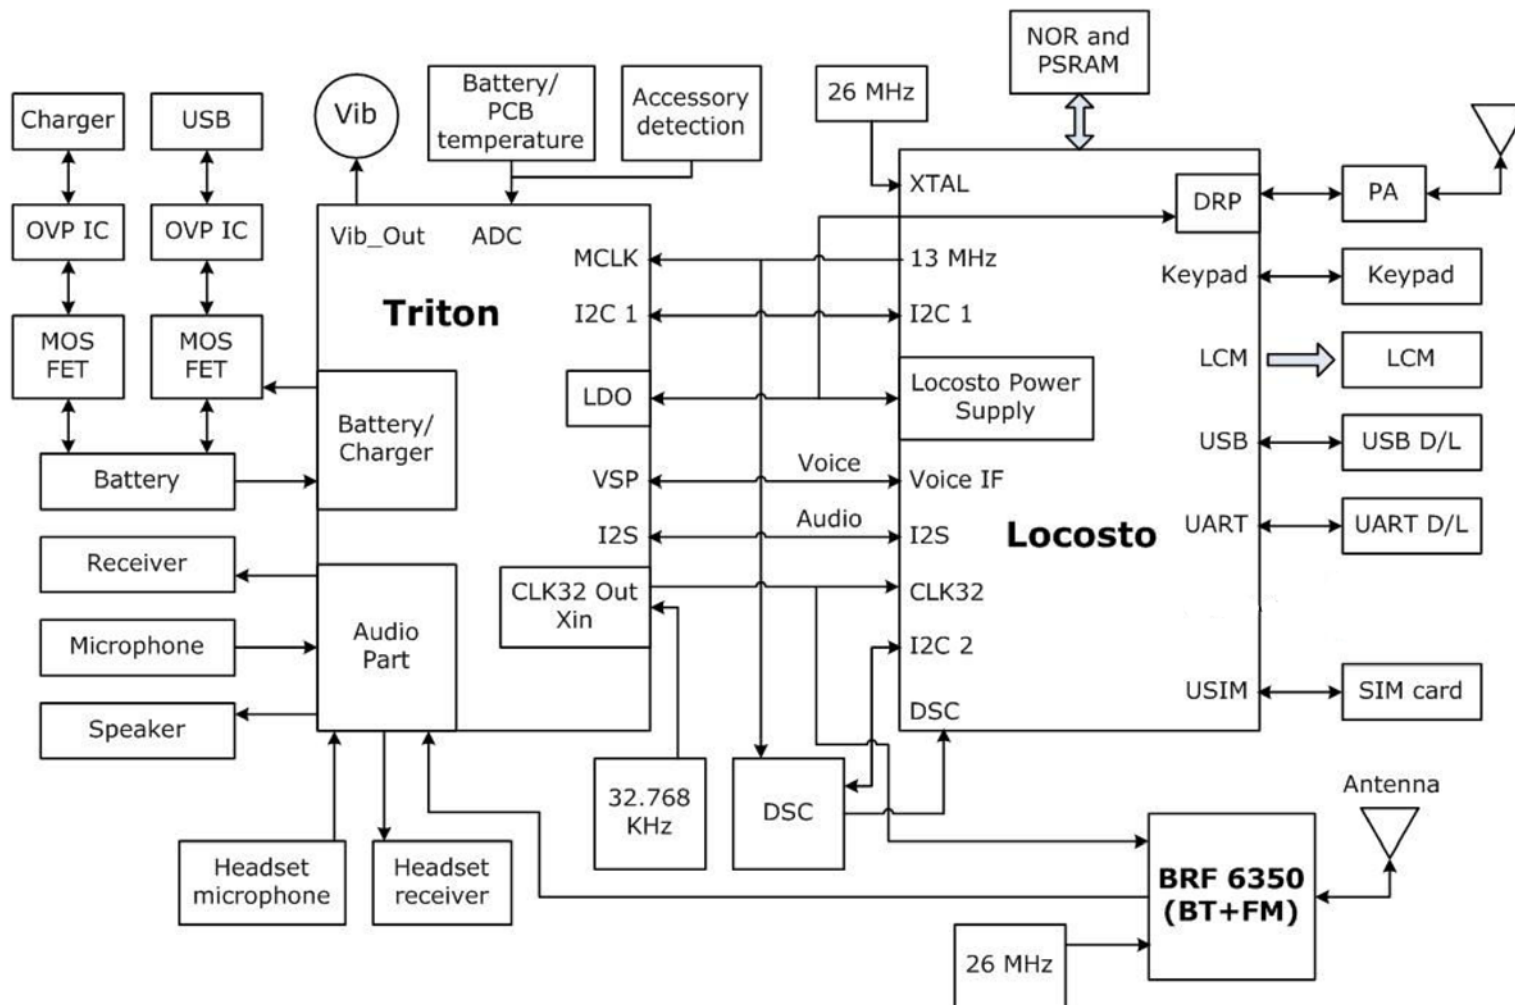 NOR and
PSRAM
26 MHz
Battery/
PCB
temperature
Accessory
detection
Vib
Charger
USB
OVP IC
OVP IC
MOS
FET
MOS
FET
Battery
Receiver
Microphone
Speaker
Headset
microphone
Headset
receiver
Vib_Out
ADC
MCLK
Triton
I2C 1
LDO
Battery/
Charger
VSP
I2S
CLK32 Out
Xin
Audio
Part
Voice
Audio
32.768
KHz
DSC
XTAL
DRP
13 MHz
Keypad
I2C 1
LCM
Locosto Power
Supply
USB
Voice IF
UART
I2S
Locosto
CLK32
I2C 2
USIM
DSC
PA
Keypad
LCM
USB D/L
UART D/L
SIM card
Antenna
BRF 6350
(BT+FM)
26 MHz